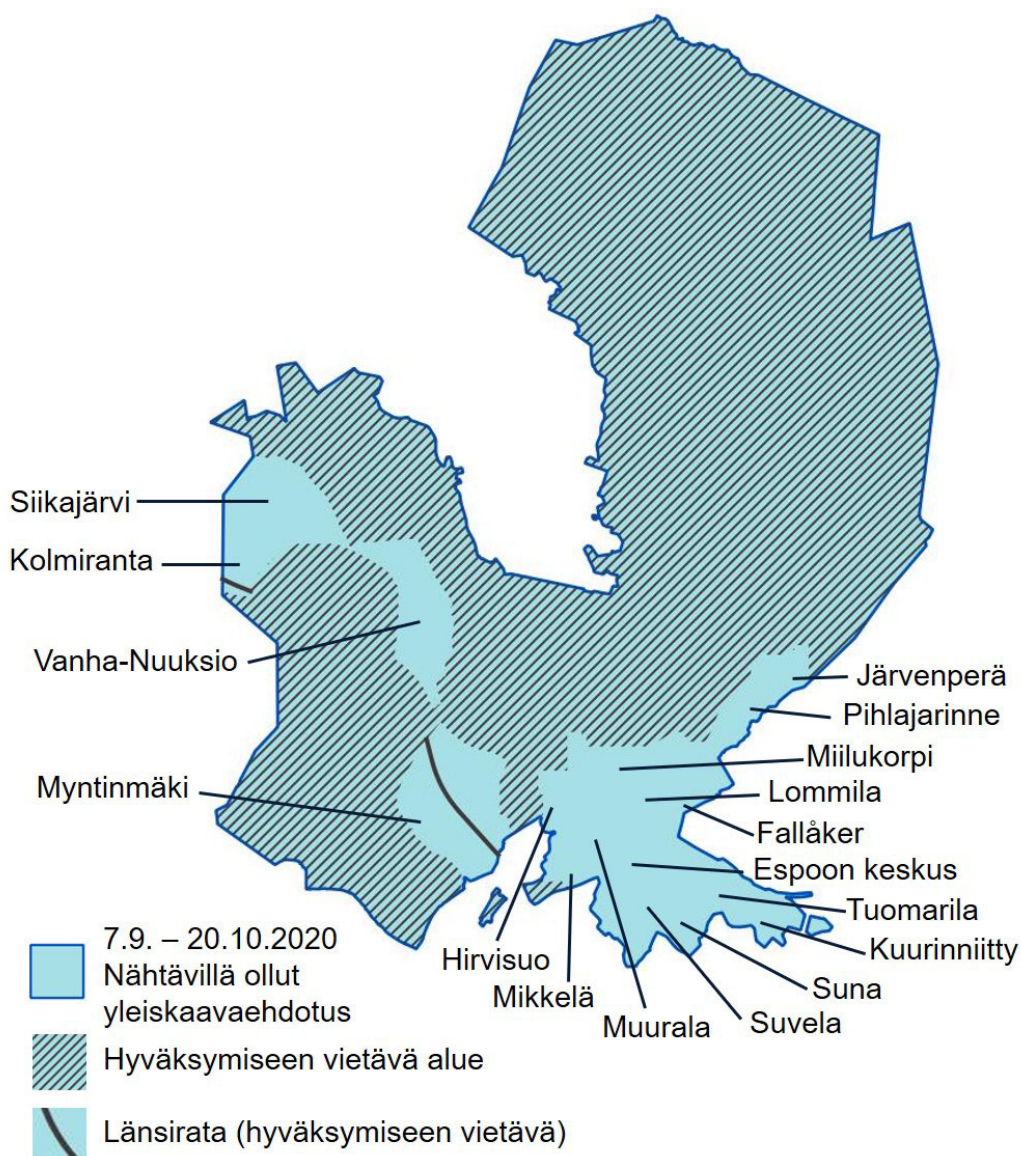 Siikajärvi
Kolmiranta
Vanha-Nuuksio
Järvenperä
Pihlajarinne
Miilukorpi
Myntinmäki
Lommila
Fallåker
Espoon keskus
Tuomarila
Kuurinniitty
Hirvisuo
Suna
Mikkelä
Suvela
Muurala
7.9. – 20.10.2020
Nähtävillä ollut
yleiskaavaehdotus
Hyväksymiseen vietävä alue
Länsirata (hyväksymiseen vietävä)